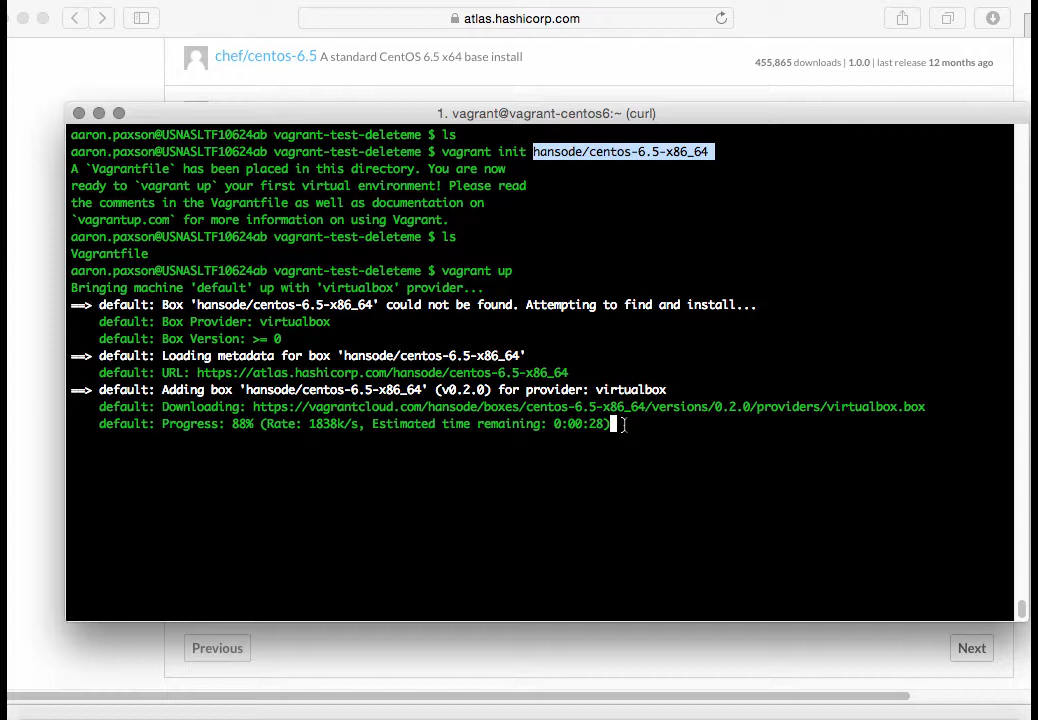 atlas.hashicorp.com
chef/centos-6.5 A standard CentOS 6.5 x64 base install
455,865 downloads | 1.0.0 | last release 12 months ago
1. vagrant@vagrant-centos6:~ (curl)
aaron.paxson@USNASLTF10624ab vagrant-test-deleteme $ ls
aaron.paxson@USNASLTF10624ab vagrant-test-deleteme $ vagrant init hansode/centos-6.5-x86_64
A `Vagrantfile` has been placed in this directory. You are now
ready to `vagrant up` your first virtual environment! Please read
the comments in the Vagrantfile as well as documentation on
`vagrantup.com` for more information on using Vagrant.
aaron.paxson@USNASLTF10624ab vagrant-test-deleteme $ ls
Vagrantfile
aaron.paxson@USNASLTF10624ab vagrant-test-deleteme $ vagrant up
Bringing machine 'default' up with 'virtualbox' provider...
==> default: Box 'hansode/centos-6.5-x86_64' could not be found. Attempting to find and install...
default: Box Provider: virtualbox
default: Box Version: >= 0
==> default: Loading metadata for box 'hansode/centos-6.5-x86_64'
default: URL: https://atlas.hashicorp.com/hansode/centos-6.5-x86_64
==> default: Adding box 'hansode/centos-6.5-x86_64' (v0.2.0) for provider: virtualbox
default: Downloading: https://vagrantcloud.com/hansode/boxes/centos-6.5-x86_64/versions/0.2.0/providers/virtualbox.box
default: Progress: 88% (Rate: 1838k/s, Estimated time remaining: 0:00:28)
Previous
Next